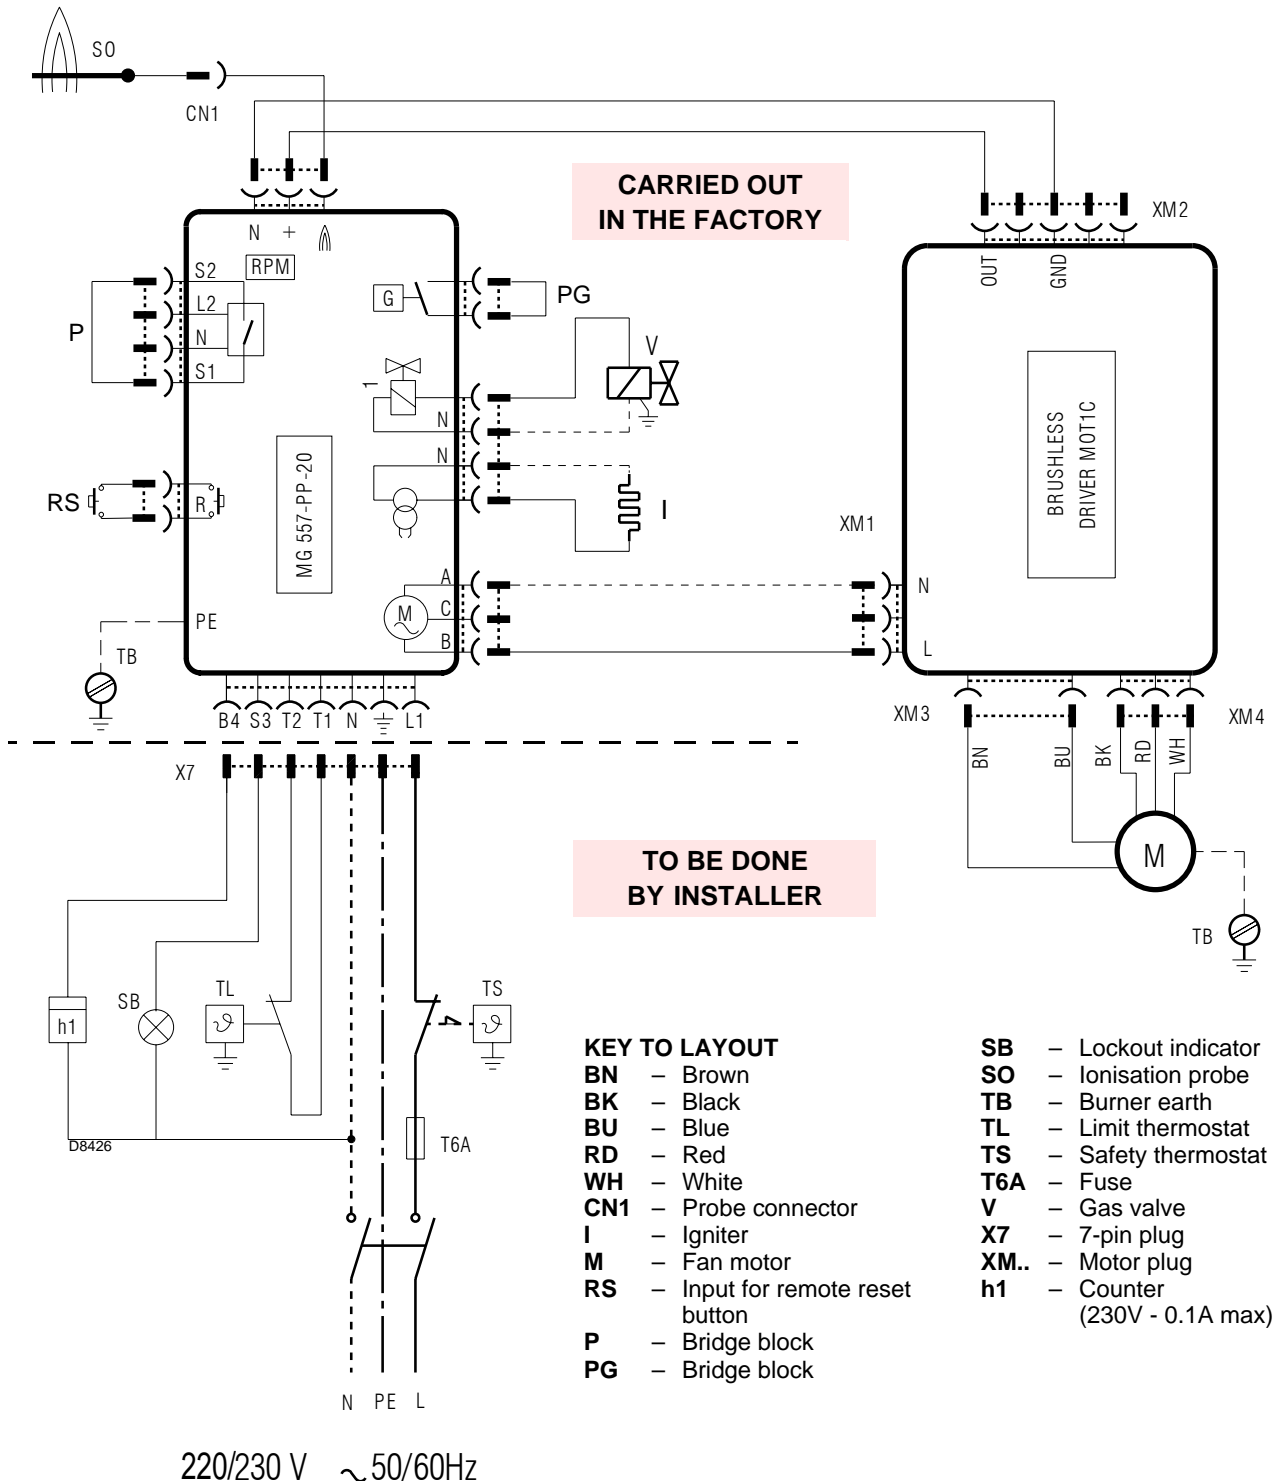 SO
CN1
CARRIED OUT
IN THE FACTORY
XM2
N + 
RPM
OUT
GND
S2
L2
N
S1
P
G
PG
V
1
N
N
I
RS
R
MG 557-PP-20
BRUSHLESS
DRIVER MOT1C
XM1
A
C
B
M
N
L
PE
TB
B4 S3 T2 T1 N L1
XM3
XM4
BN
BU
BK
RD
WH
X7
M
TB
TO BE DONE
BY INSTALLER
h1
SB
TL
TS
D8426
T6A
N PE L
220/230 V ~ 50/60Hz
KEY TO LAYOUT
BN – Brown
BK – Black
BU – Blue
RD – Red
WH – White
CN1 – Probe connector
I – Igniter
M – Fan motor
RS – Input for remote reset
button
P – Bridge block
PG – Bridge block
SB – Lockout indicator
SO – Ionisation probe
TB – Burner earth
TL – Limit thermostat
TS – Safety thermostat
T6A – Fuse
V – Gas valve
X7 – 7-pin plug
XM.. – Motor plug
h1 – Counter
(230V - 0.1A max)